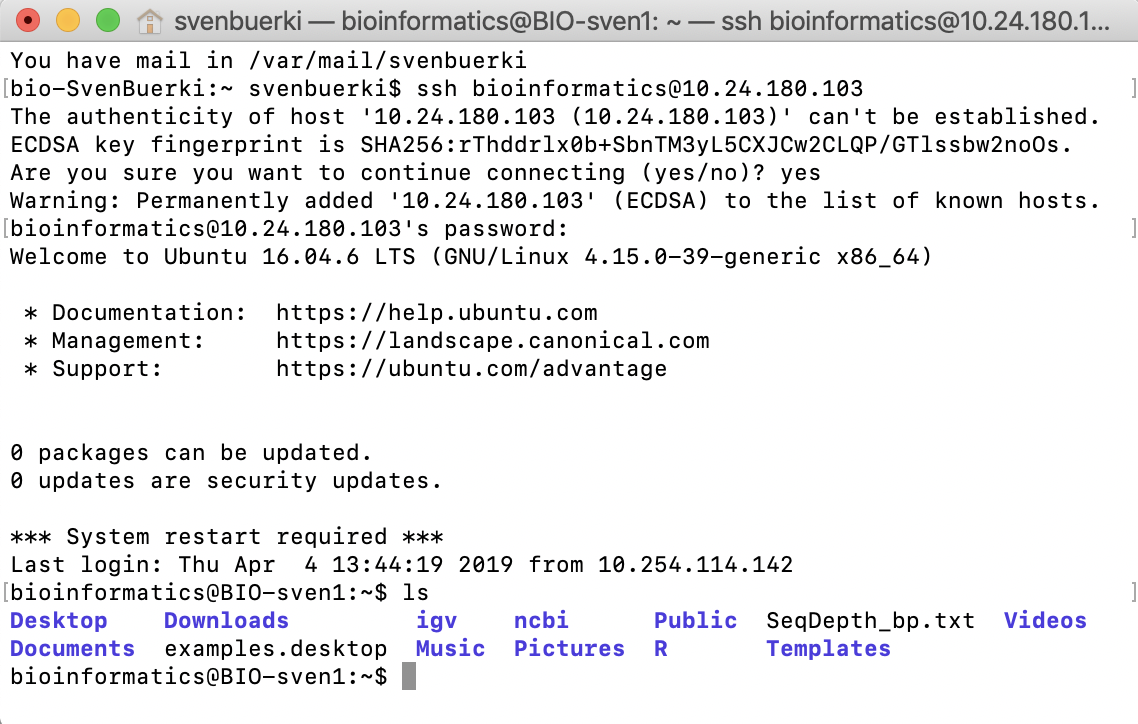 svenbuerki — bioinformatics@BIO-sven1: ~ — ssh bioinformatics@10.24.180.1...
You have mail in /var/mail/svenbuerki
[bio-SvenBuerki:~ svenbuerki$ ssh bioinformatics@10.24.180.103 ]
The authenticity of host '10.24.180.103 (10.24.180.103)' can't be established.
ECDSA key fingerprint is SHA256:rThddrlx0b+SbnTM3yL5CXJCw2CLQP/GTlssbw2noOs.
Are you sure you want to continue connecting (yes/no)? yes
Warning: Permanently added '10.24.180.103' (ECDSA) to the list of known hosts.
[bioinformatics@10.24.180.103's password: ]
Welcome to Ubuntu 16.04.6 LTS (GNU/Linux 4.15.0-39-generic x86_64)
* Documentation:  https://help.ubuntu.com
* Management:     https://landscape.canonical.com
* Support:        https://ubuntu.com/advantage
0 packages can be updated.
0 updates are security updates.
*** System restart required ***
Last login: Thu Apr  4 13:44:19 2019 from 10.254.114.142
[bioinformatics@BIO-sven1:~$ ls ]
Desktop    Downloads         igv    ncbi      Public  SeqDepth_bp.txt  Videos
Documents  examples.desktop  Music  Pictures  R       Templates
bioinformatics@BIO-sven1:~$